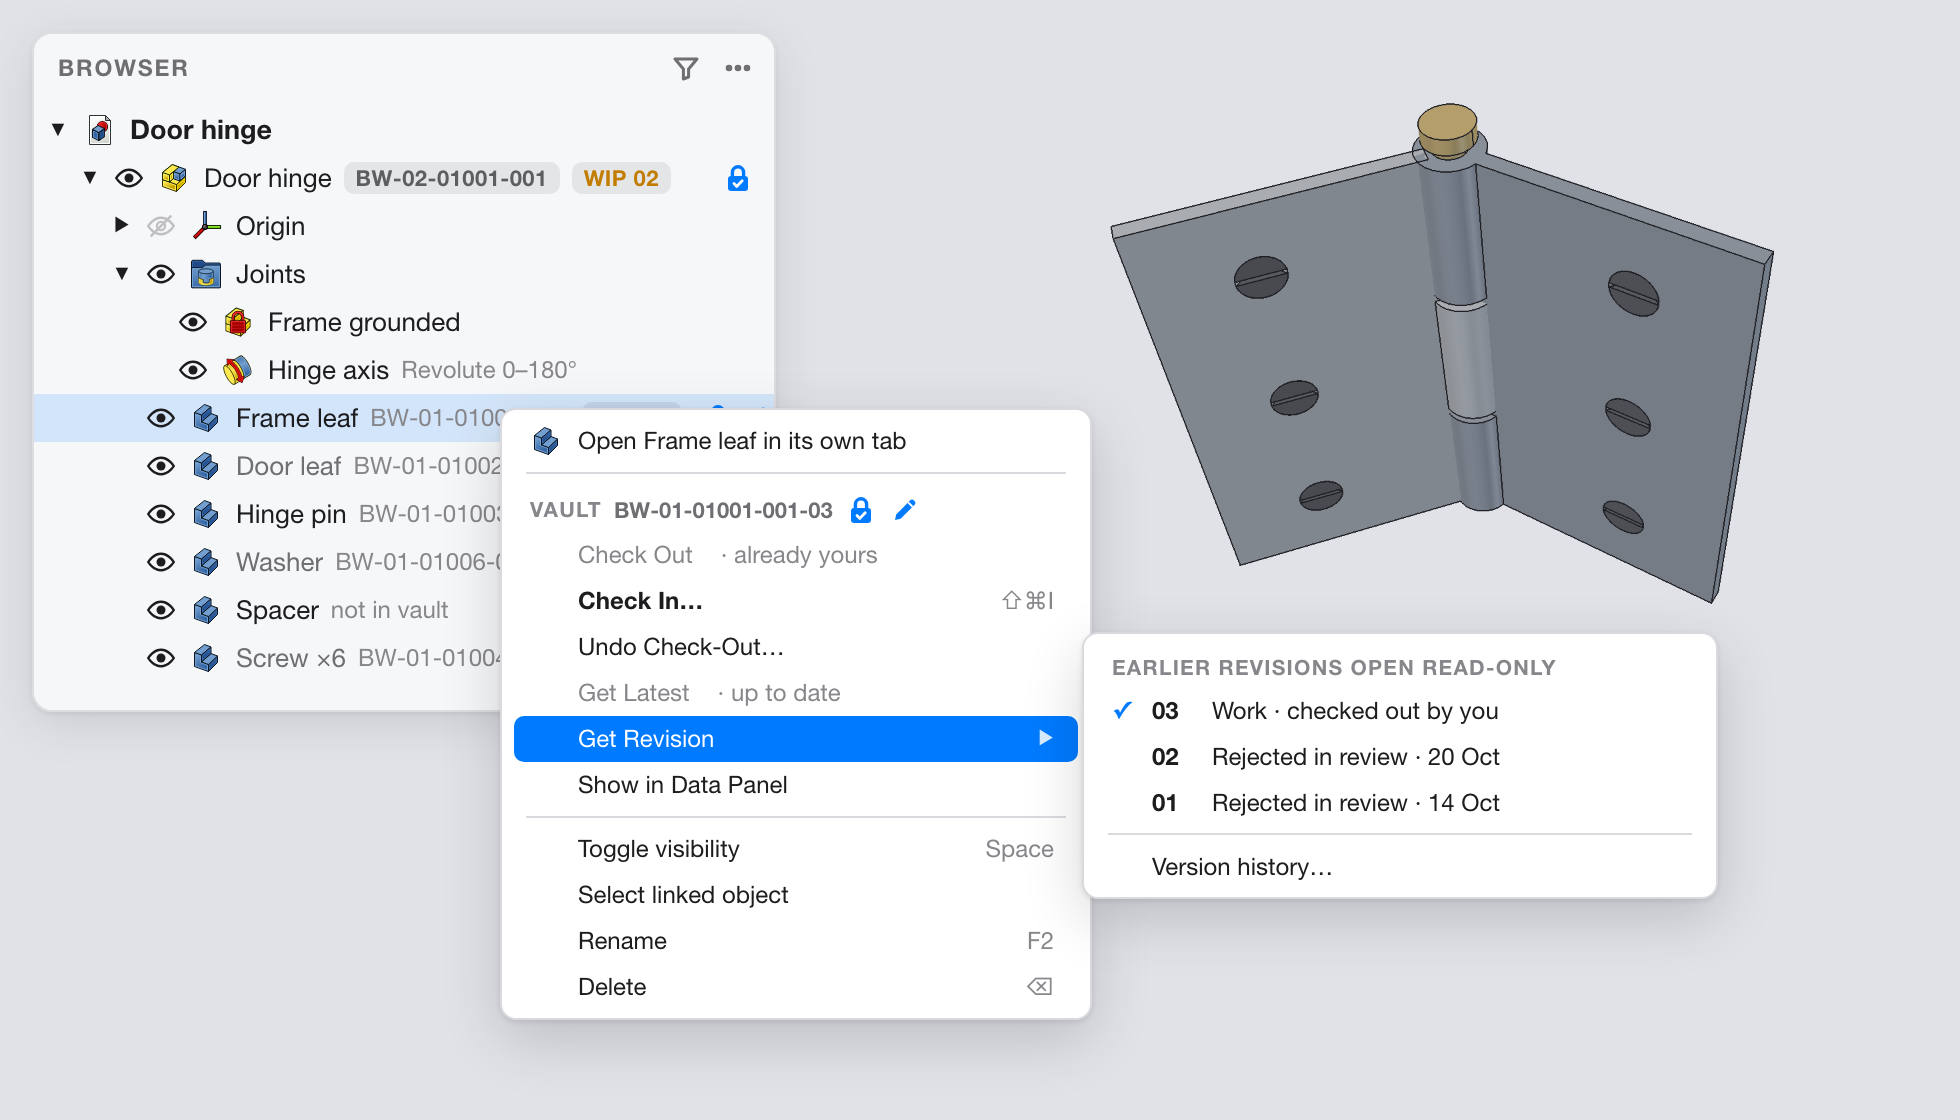 BROWSER
Door hinge
Door hinge BW-02-01001-001 WIP 02
Origin
Joints
Frame grounded
Hinge axis Revolute 0–180°
Frame leaf BW-01-0100
Door leaf BW-01-01002
Hinge pin BW-01-01003
Washer BW-01-01006-0
Spacer not in vault
Screw ×6 BW-01-01004
Open Frame leaf in its own tab
VAULT BW-01-01001-001-03
Check Out · already yours
Check In… ⇧⌘I
Undo Check-Out…
Get Latest · up to date
Get Revision
Show in Data Panel
Toggle visibility Space
Select linked object
Rename F2
Delete ⌫
EARLIER REVISIONS OPEN READ-ONLY
✓ 03 Work · checked out by you
02 Rejected in review · 20 Oct
01 Rejected in review · 14 Oct
Version history…